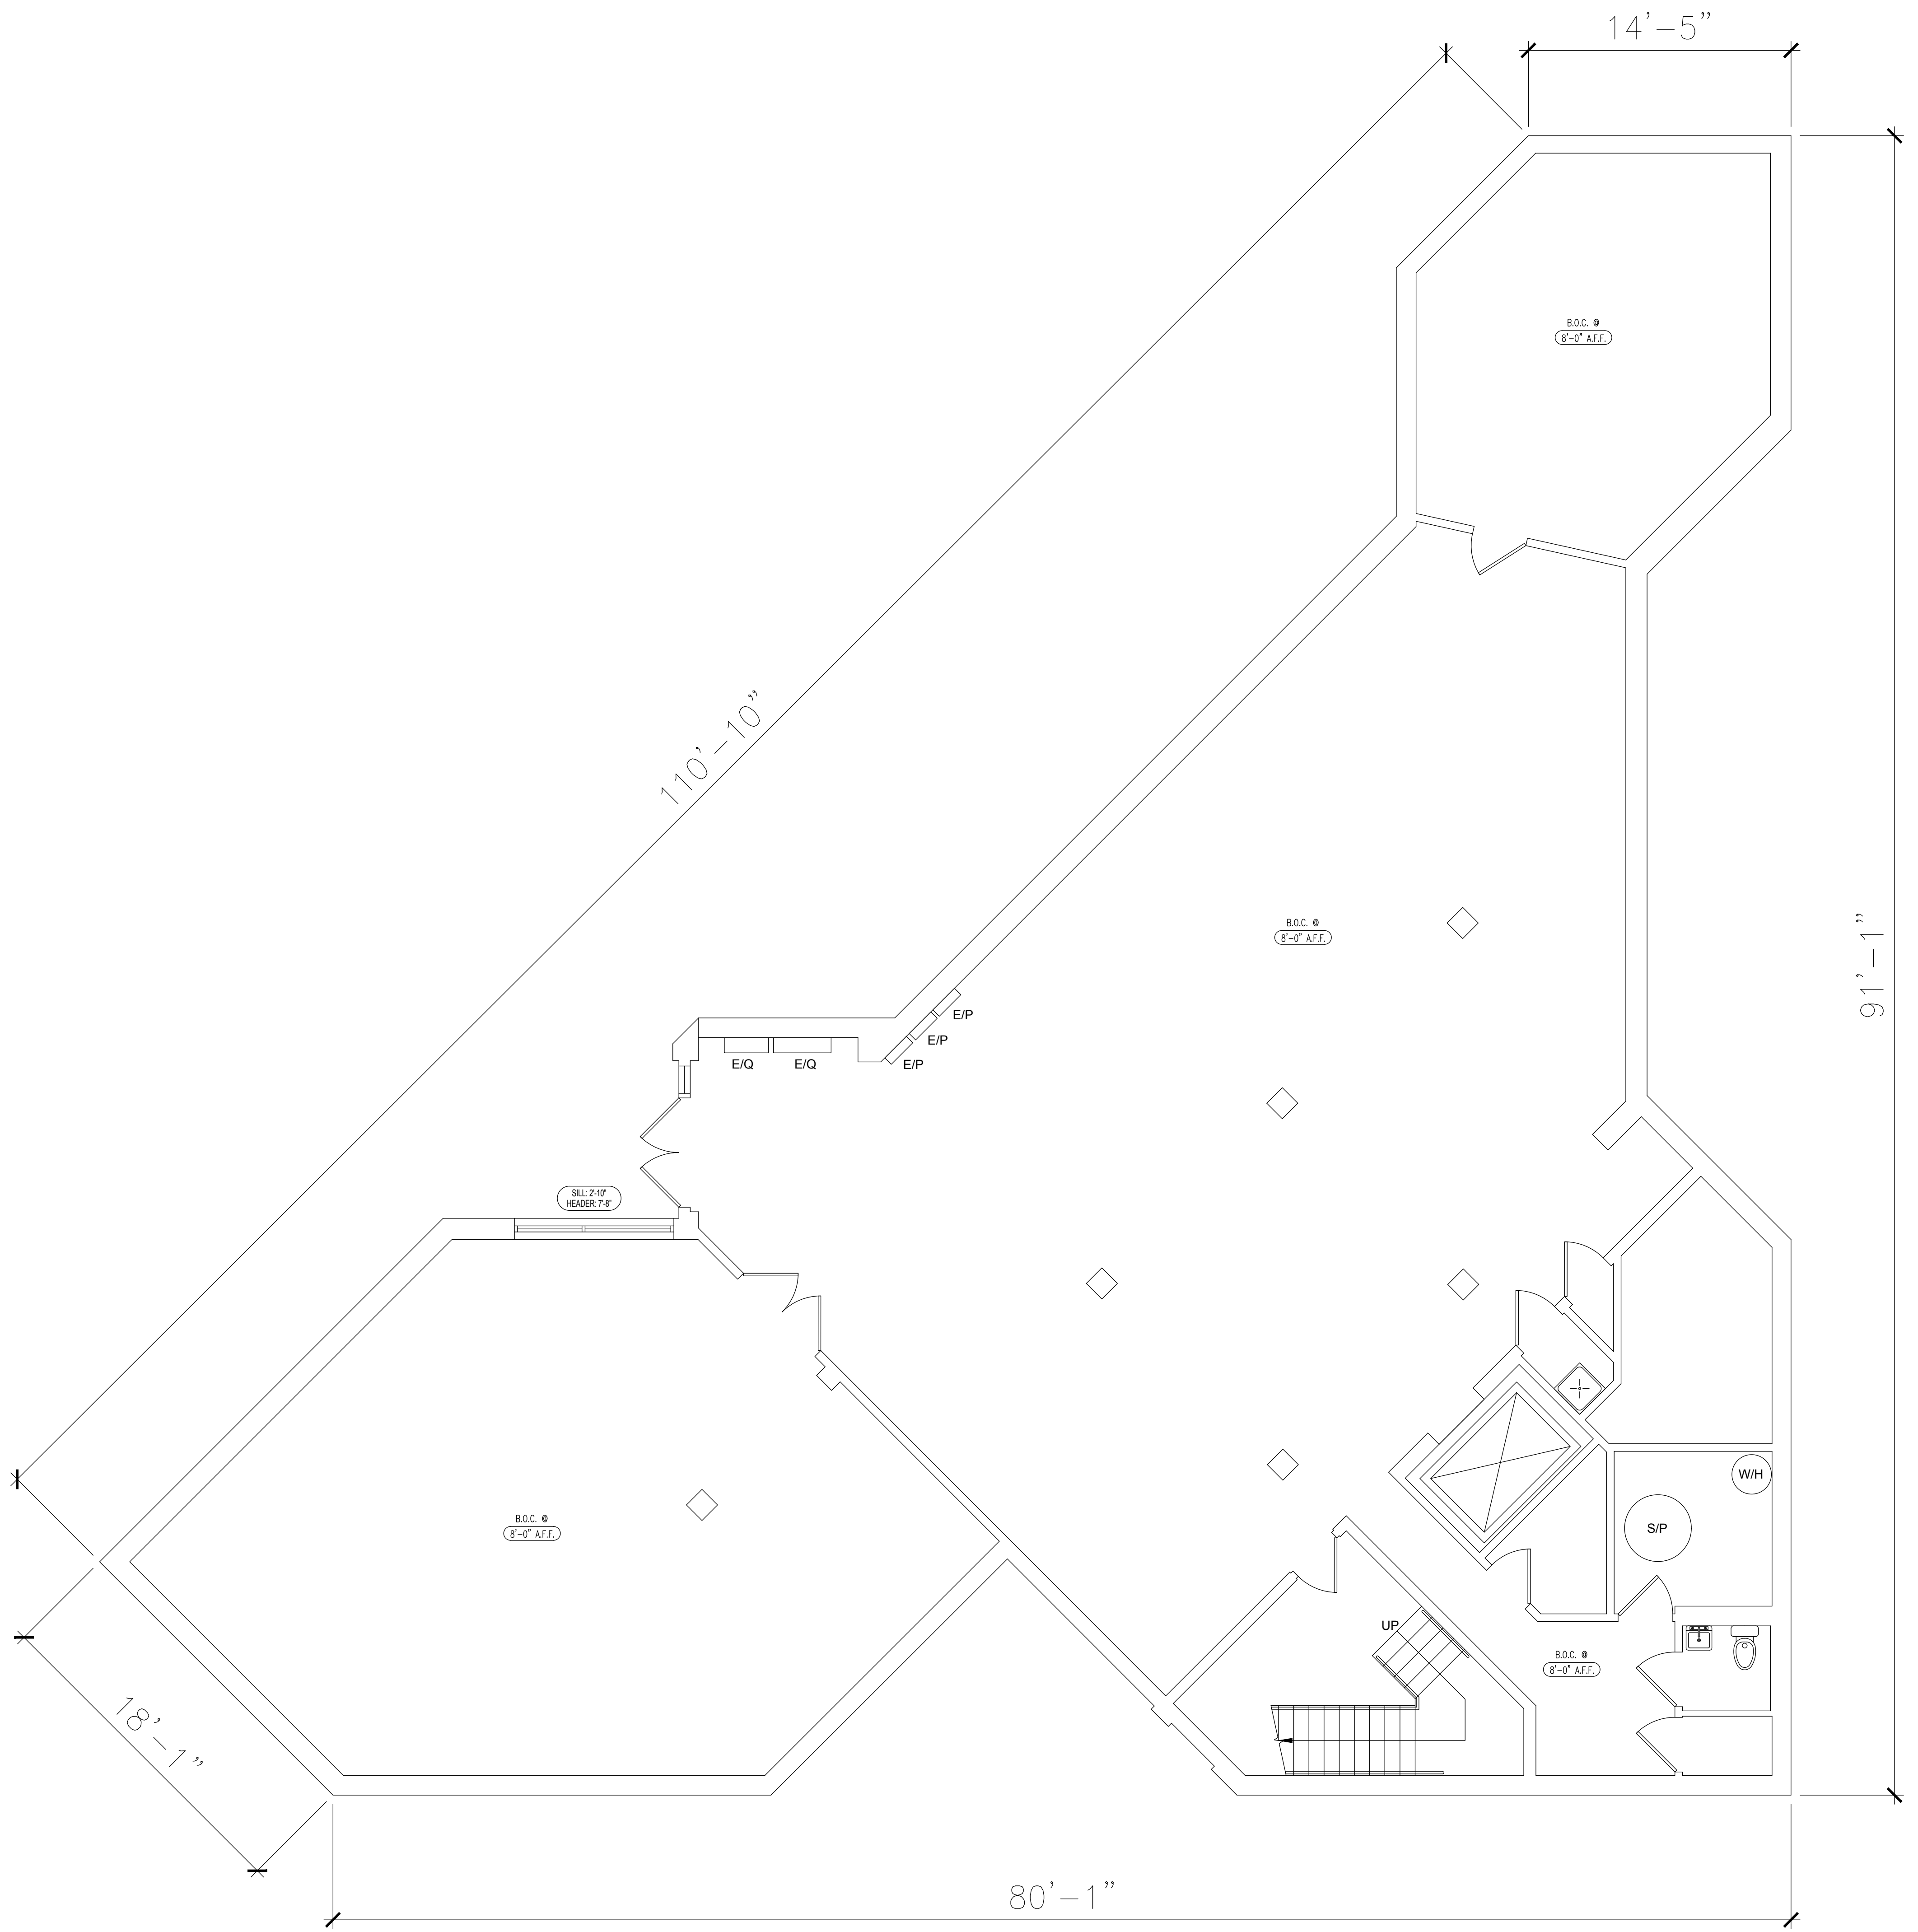 14'-5"
B.O.C. @
8'-0" A.F.F.
110'-10"
B.O.C. @
8'-0" A.F.F.
91'-1"
E/P
E/P
E/P
E/Q
E/Q
SILL: 2'-10"
HEADER: 7'-8"
W/H
B.O.C. @
8'-0" A.F.F.
S/P
UP
B.O.C. @
8'-0" A.F.F.
18'-1"
80'-1"